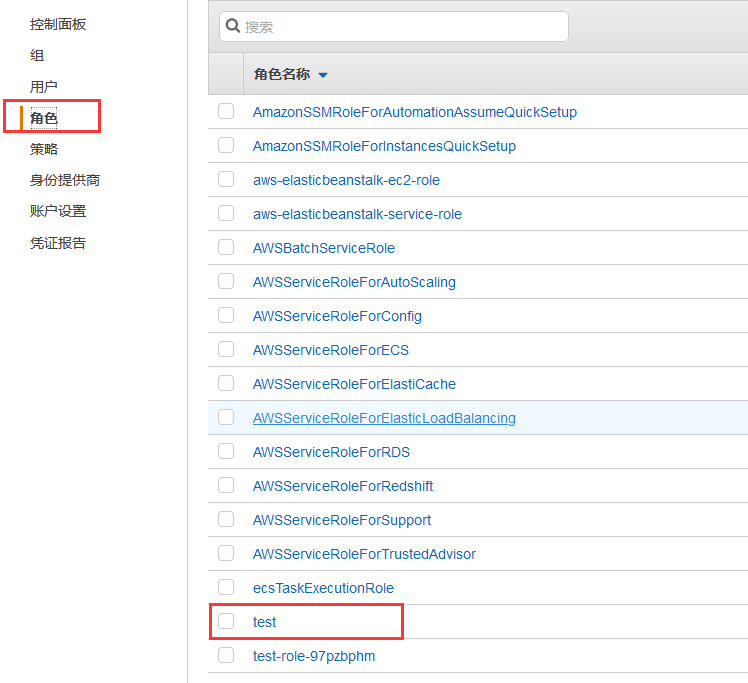 控制面板
组
用户
角色
策略
身份提供商
账户设置
凭证报告
搜索
角色名称
AmazonSSMRoleForAutomationAssumeQuickSetup
AmazonSSMRoleForInstancesQuickSetup
aws-elasticbeanstalk-ec2-role
aws-elasticbeanstalk-service-role
AWSBatchServiceRole
AWSServiceRoleForAutoScaling
AWSServiceRoleForConfig
AWSServiceRoleForECS
AWSServiceRoleForElastiCache
AWSServiceRoleForElasticLoadBalancing
AWSServiceRoleForRDS
AWSServiceRoleForRedshift
AWSServiceRoleForSupport
AWSServiceRoleForTrustedAdvisor
ecsTaskExecutionRole
test
test-role-97pzbphm